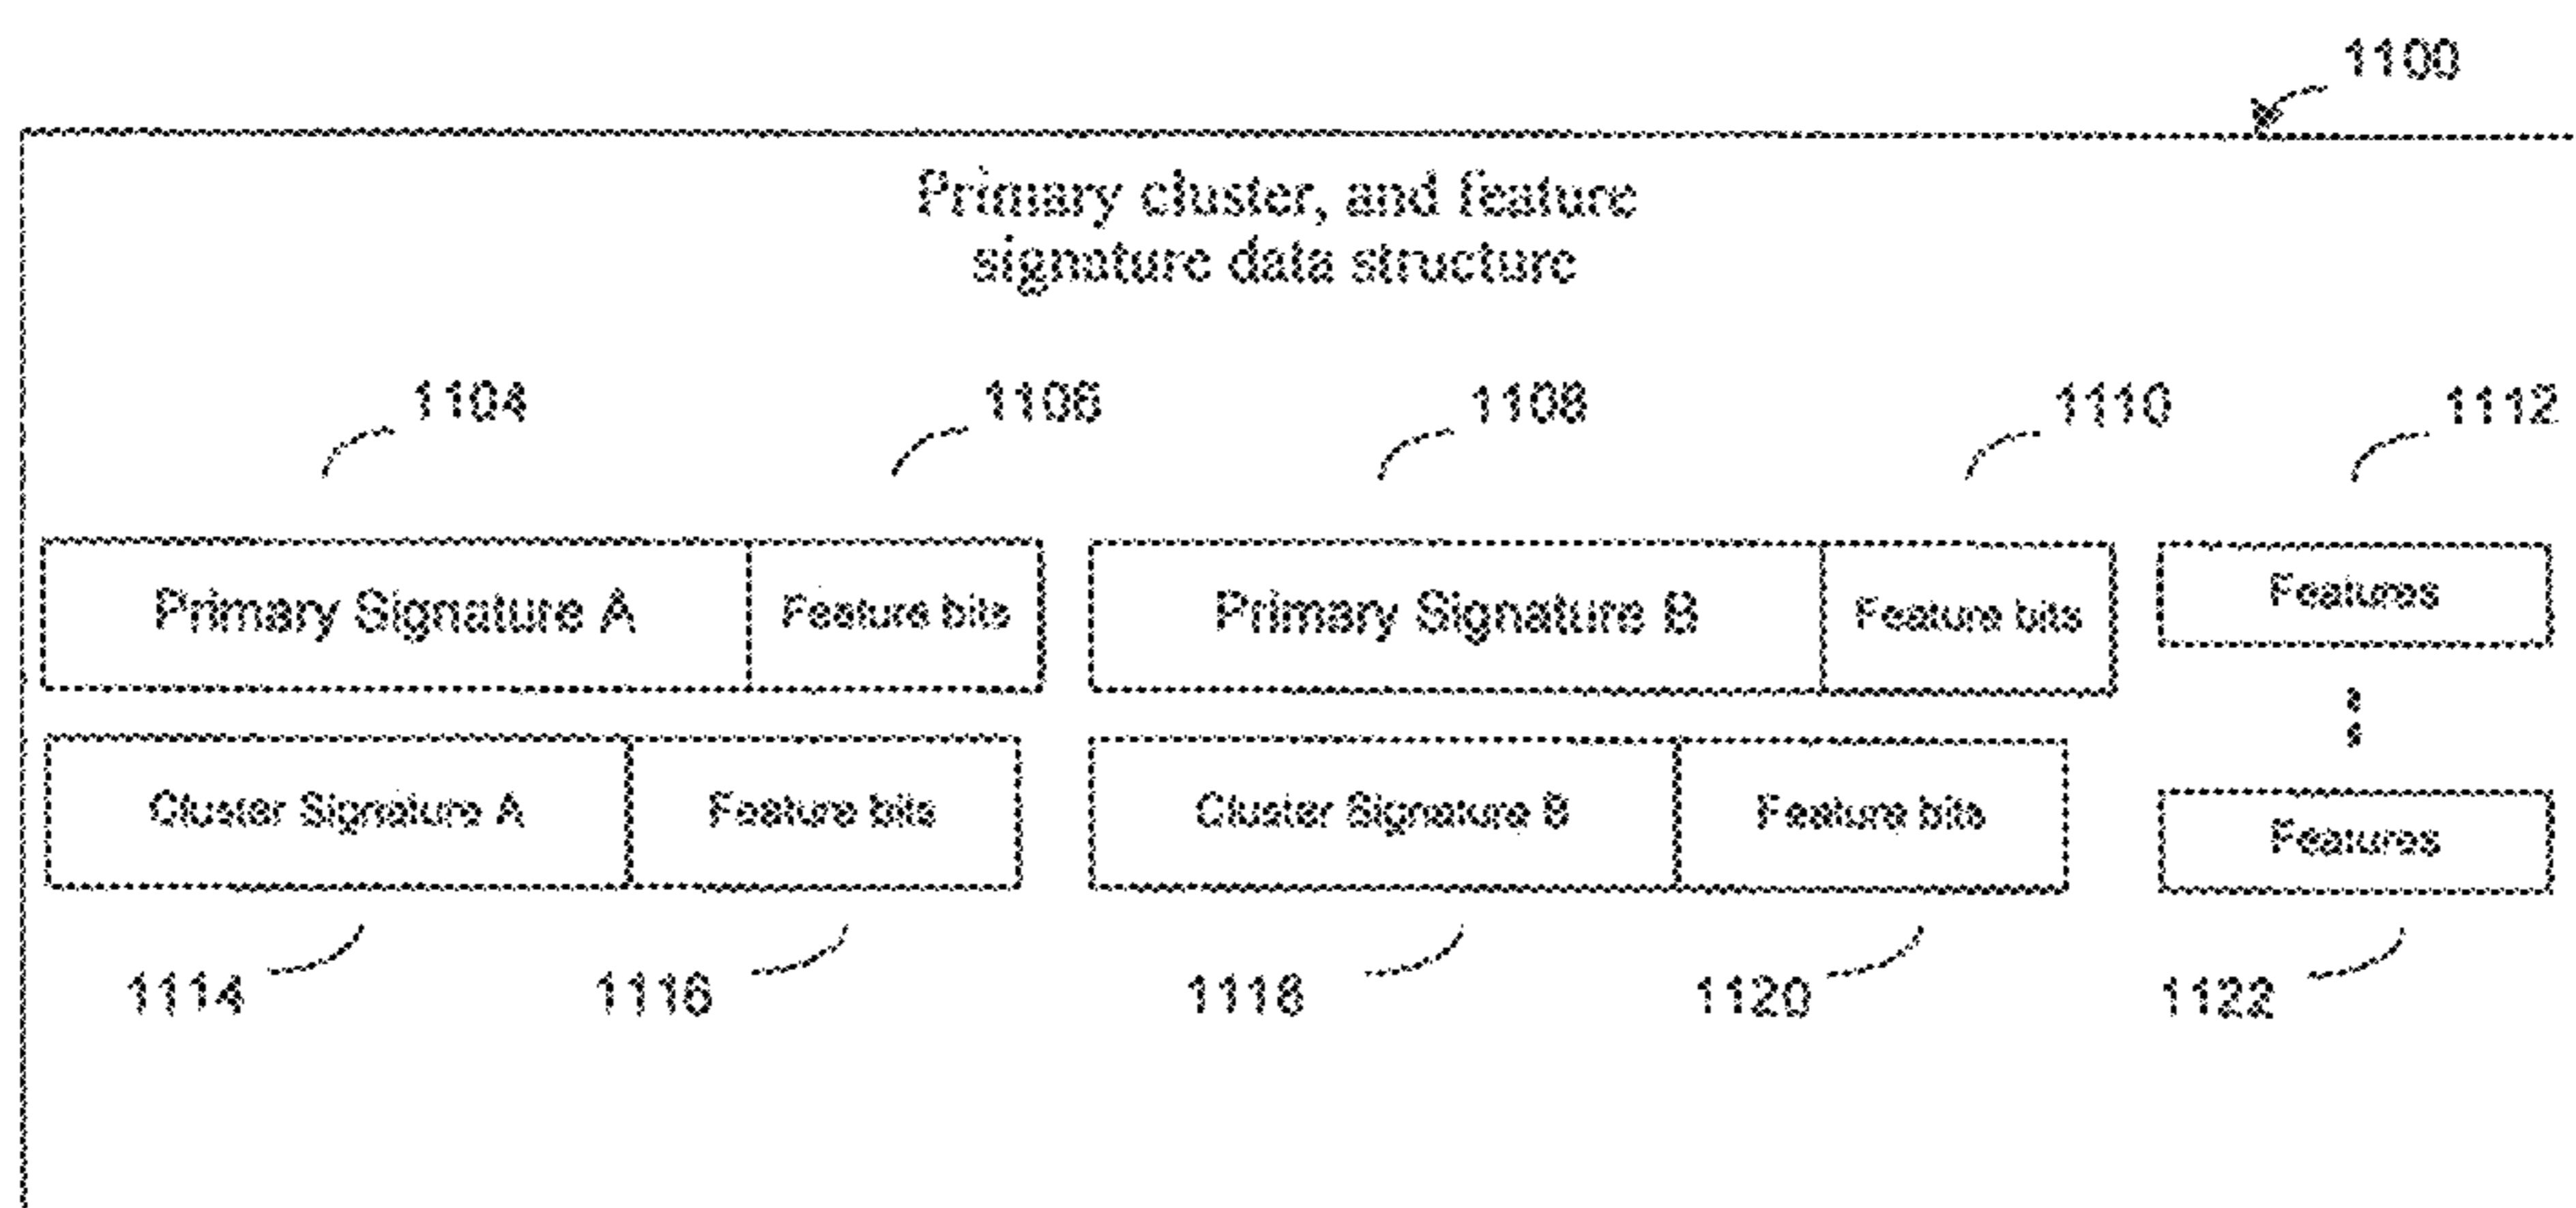 1100
Primary cluster, and feature
signature data structure
1104 1106 1108 1110 1112
Primary Signature A Feature bits Primary Signature B Feature bits Features
Cluster Signature A Feature bits Cluster Signature B Feature bits Features
1114 1116 1118 1120 1122